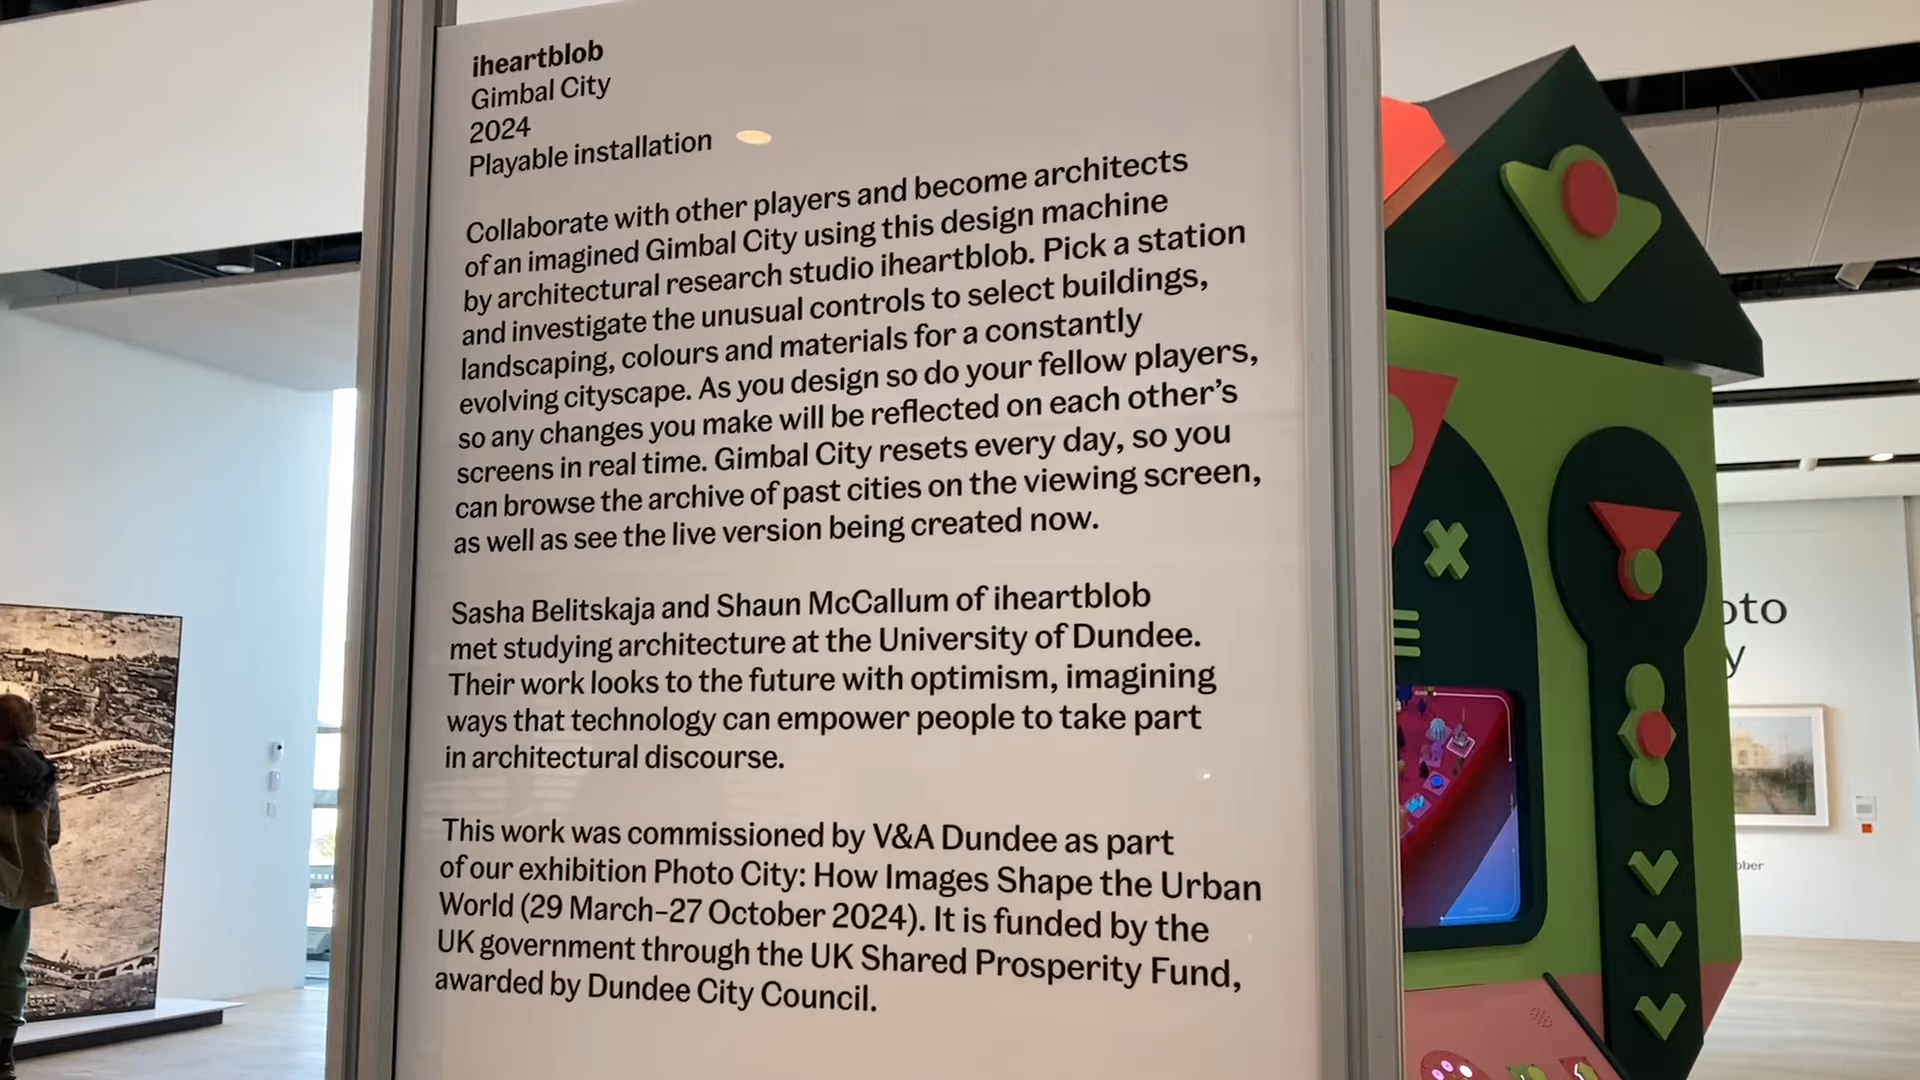 iheartblob
Gimbal City
2024
Playable installation
Collaborate with other players and become architects
of an imagined Gimbal City using this design machine
by architectural research studio iheartblob. Pick a station
and investigate the unusual controls to select buildings,
landscaping, colours and materials for a constantly
evolving cityscape. As you design so do your fellow players,
so any changes you make will be reflected on each other's
screens in real time. Gimbal City resets every day, so you
can browse the archive of past cities on the viewing screen,
as well as see the live version being created now.
Sasha Belitskaja and Shaun McCallum of iheartblob
met studying architecture at the University of Dundee.
Their work looks to the future with optimism, imagining
ways that technology can empower people to take part
in architectural discourse.
This work was commissioned by V&A Dundee as part
of our exhibition Photo City: How Images Shape the Urban
World (29 March–27 October 2024). It is funded by the
UK government through the UK Shared Prosperity Fund,
awarded by Dundee City Council.